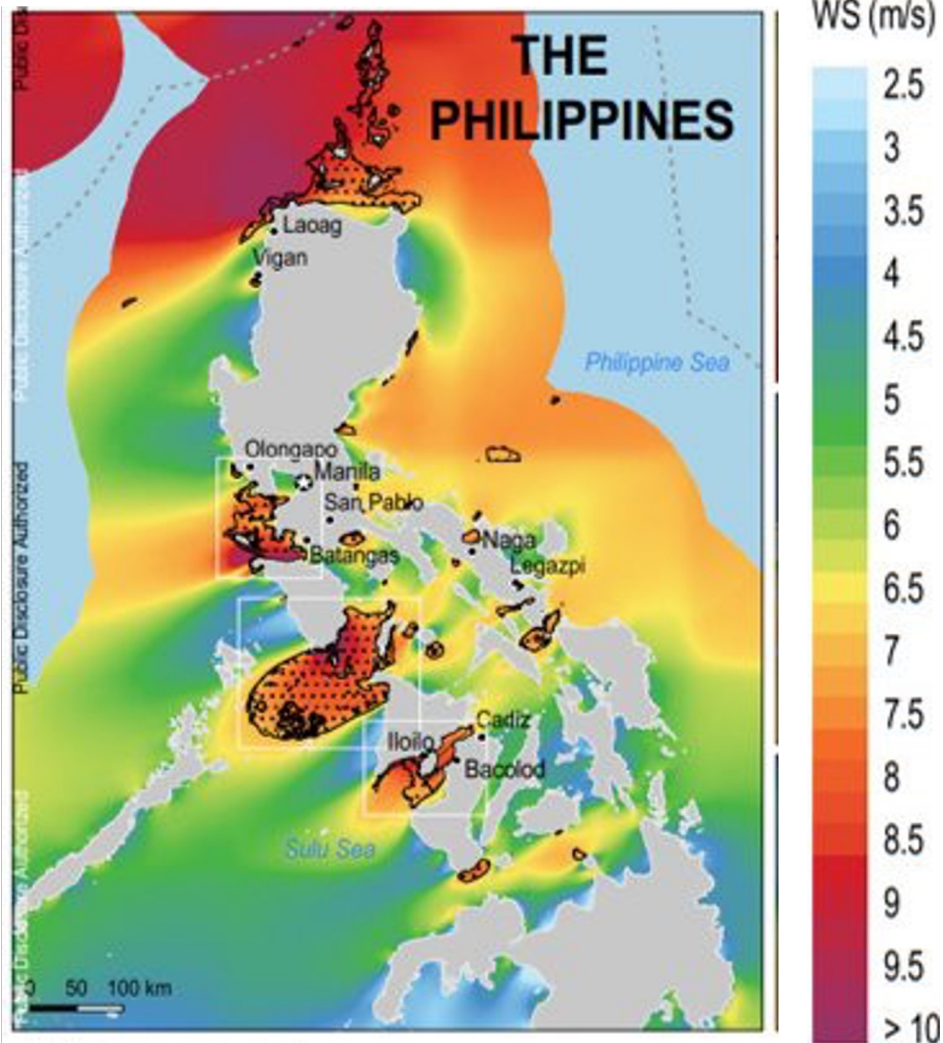 Public Dis
WS (m/s)
THE
PHILIPPINES
2.5
3
3.5
4
4.5
5
5.5
6
6.5
7
7.5
8
8.5
9
9.5
> 10
Public Disclosure Authorized
Laoag
Vigan
Philippine Sea
Olongapo
Manila
San Pablo
Batangas
Naga
Legazpi
Public Disclosure Authorized
Cadiz
Iloilo
Bacolod
Sulu Sea
Public Disclosure Authorized
0 50 100 km